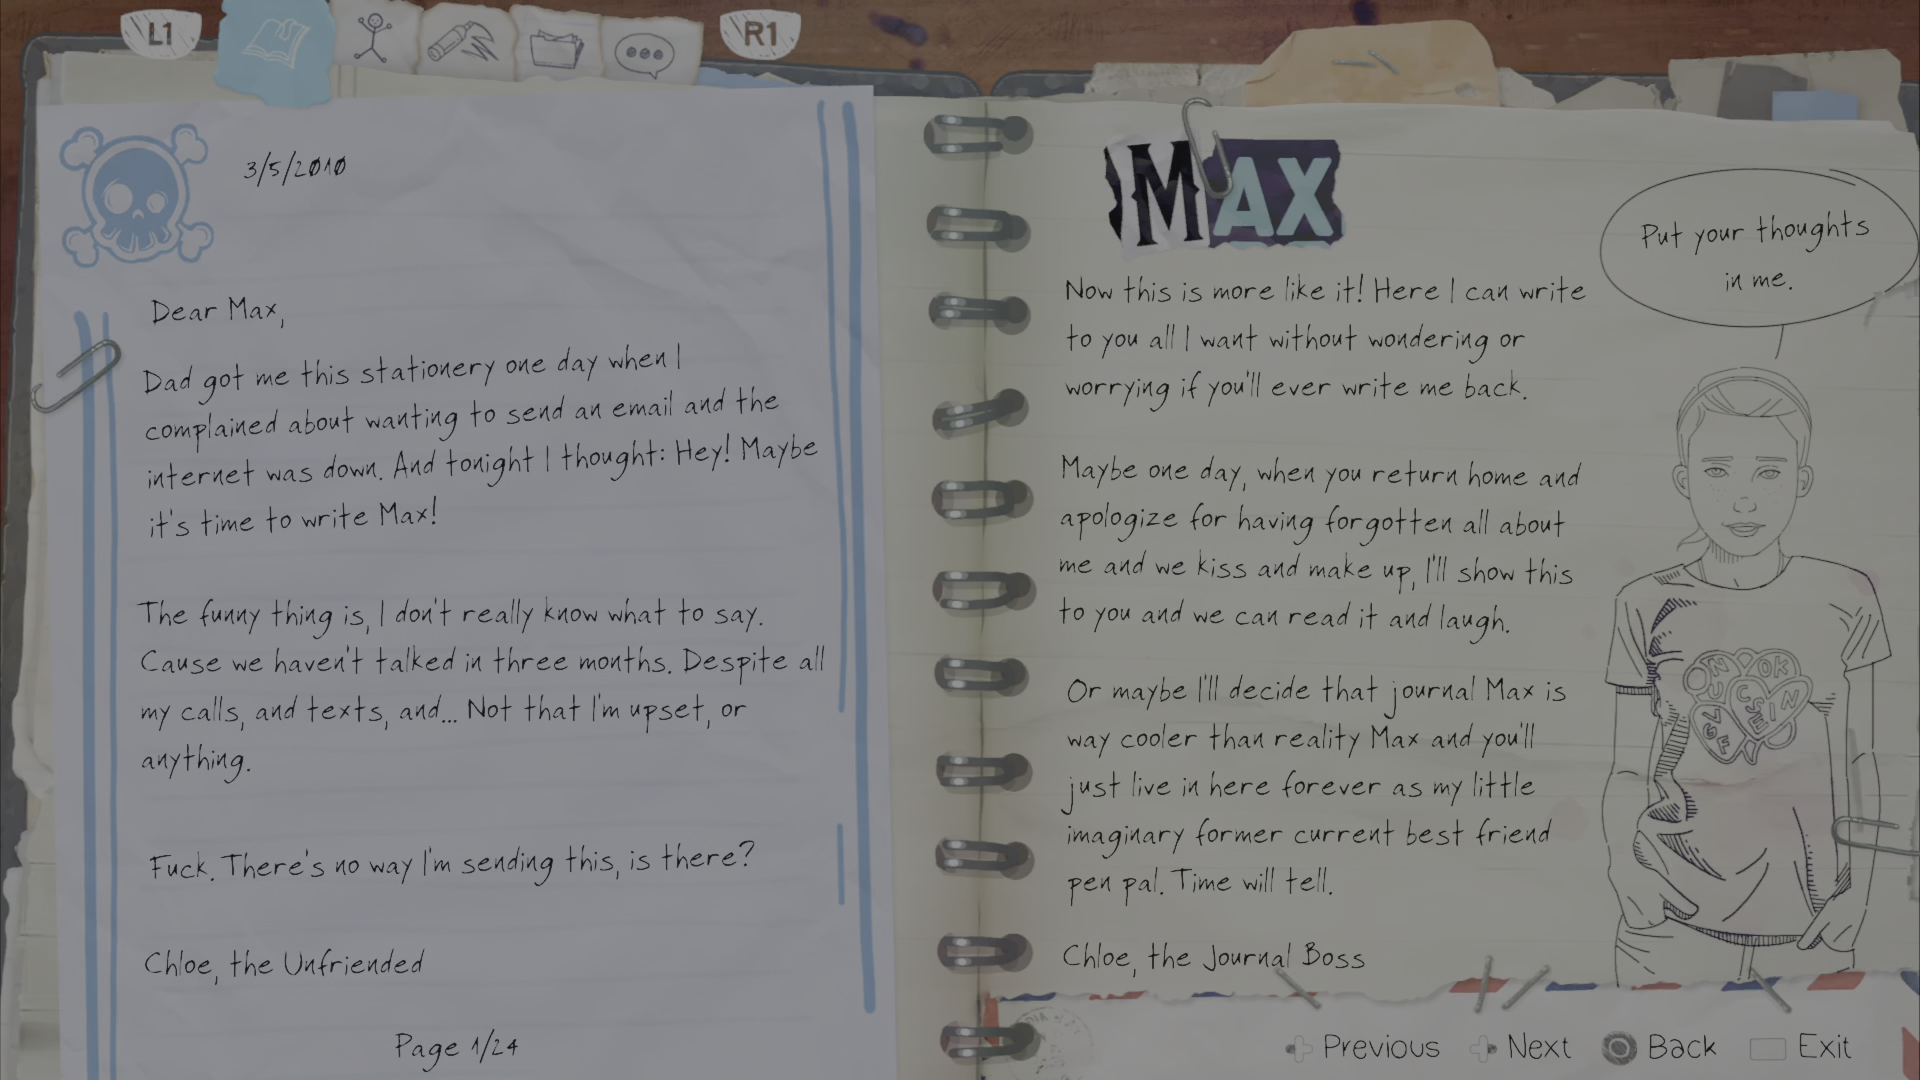 L1
R1
3/5/2010
Dear Max,
Dad got me this stationery one day when I
complained about wanting to send an email and the
internet was down. And tonight I thought: Hey! Maybe
it's time to write Max!
The funny thing is, I don't really know what to say.
Cause we haven't talked in three months. Despite all
my calls, and texts, and... Not that I'm upset, or
anything.
Fuck. There's no way I'm sending this, is there?
Chloe, the Unfriended
Page 1/24
MAX
Put your thoughts
in me.
Now this is more like it! Here I can write
to you all I want without wondering or
worrying if you'll ever write me back.
Maybe one day, when you return home and
apologize for having forgotten all about
me and we kiss and make up, I'll show this
to you and we can read it and laugh.
Or maybe I'll decide that journal Max is
way cooler than reality Max and you'll
just live in here forever as my little
imaginary former current best friend
pen pal. Time will tell.
Chloe, the Journal Boss
Previous
Next
Back
Exit